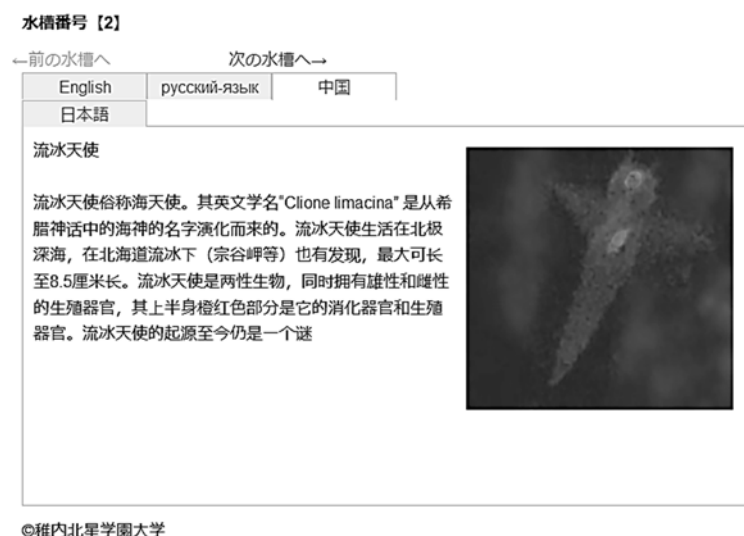 水槽番号【2】
←前の水槽へ 次の水槽へ→
English русский-язык 中国
日本語
流冰天使
流冰天使俗称海天使。其英文学名"Clione limacina" 是从希
腊神话中的海神的名字演化而来的。流冰天使生活在北极
深海，在北海道流冰下（宗谷岬等）也有发现，最大可长
至8.5厘米长。流冰天使是两性生物，同时拥有雄性和雌性
的生殖器官，其上半身橙红色部分是它的消化器官和生殖
器官。流冰天使的起源至今仍是一个谜
©稚内北星学園大学